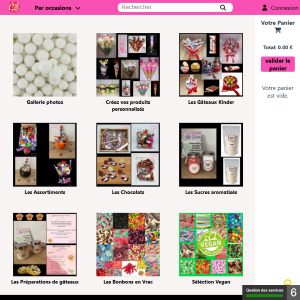 Par occasions
Rechercher
Connexion
Votre Panier
Total: 0.00 €
valider le
panier
Votre panier
est vide.
Gallerie photos
Créez vos produits
personnalisés
Les Gâteaux Kinder
Les Assortiments
Les Chocolats
Les Sucres aromatisés
VEGAN
Les Préparations de gâteaux
Les Bonbons en Vrac
Séléction Vegan
Gestion des services
6